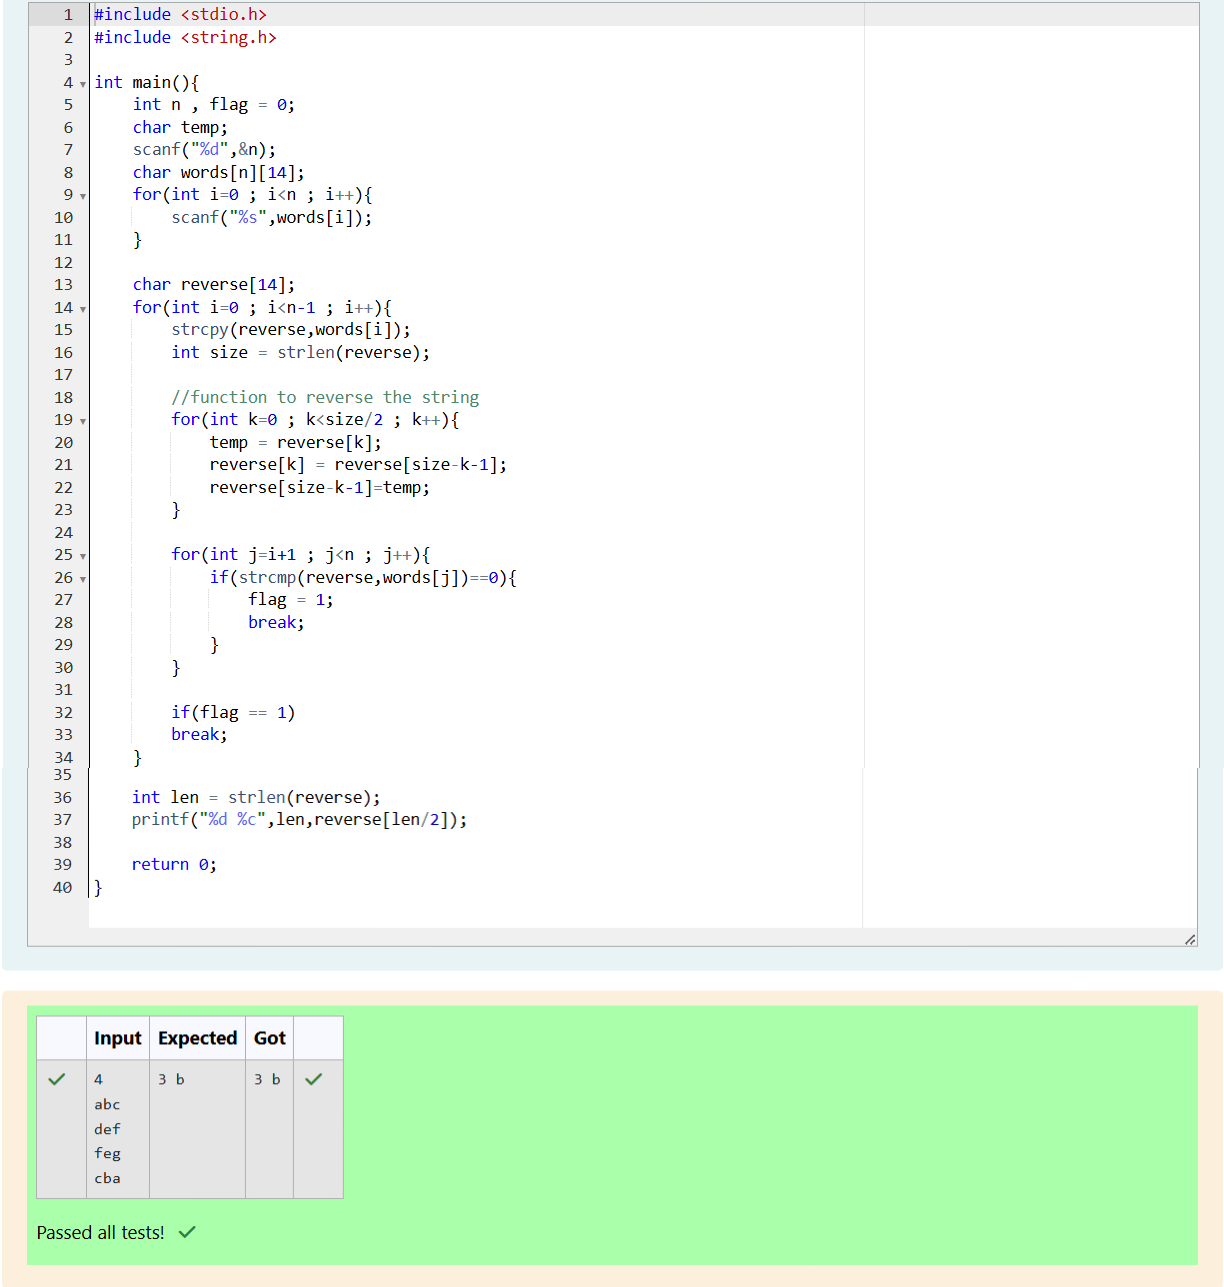 1 #include <stdio.h>
2 #include <string.h>
3
4 int main(){
5     int n , flag = 0;
6     char temp;
7     scanf("%d",&n);
8     char words[n][14];
9     for(int i=0 ; i<n ; i++){
10         scanf("%s",words[i]);
11     }
12
13     char reverse[14];
14     for(int i=0 ; i<n-1 ; i++){
15         strcpy(reverse,words[i]);
16         int size = strlen(reverse);
17
18         //function to reverse the string
19         for(int k=0 ; k<size/2 ; k++){
20             temp = reverse[k];
21             reverse[k] = reverse[size-k-1];
22             reverse[size-k-1]=temp;
23         }
24
25         for(int j=i+1 ; j<n ; j++){
26             if(strcmp(reverse,words[j])==0){
27                 flag = 1;
28                 break;
29             }
30         }
31
32         if(flag == 1)
33         break;
34     }
35
36     int len = strlen(reverse);
37     printf("%d %c",len,reverse[len/2]);
38
39     return 0;
40 }
Input Expected Got
4 3 b 3 b
abc
def
feg
cba
Passed all tests!